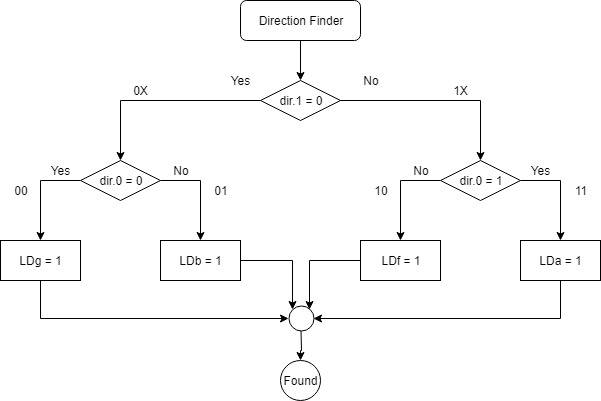 Direction Finder
Yes
No
0X
dir.1 = 0
1X
Yes
No
No
Yes
00
dir.0 = 0
01
10
dir.0 = 1
11
LDg = 1
LDb = 1
LDf = 1
LDa = 1
Found